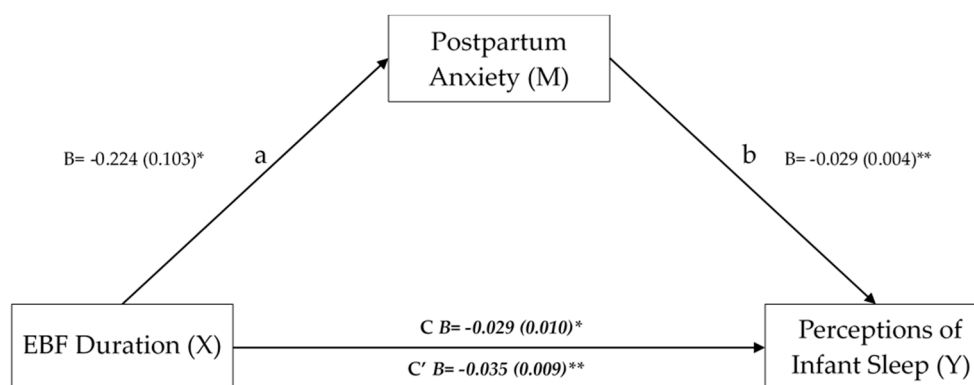 Postpartum
Anxiety (M)
B= -0.224 (0.103)*
a
b
B= -0.029 (0.004)**
EBF Duration (X)
C B= -0.029 (0.010)*
C′ B= -0.035 (0.009)**
Perceptions of
Infant Sleep (Y)